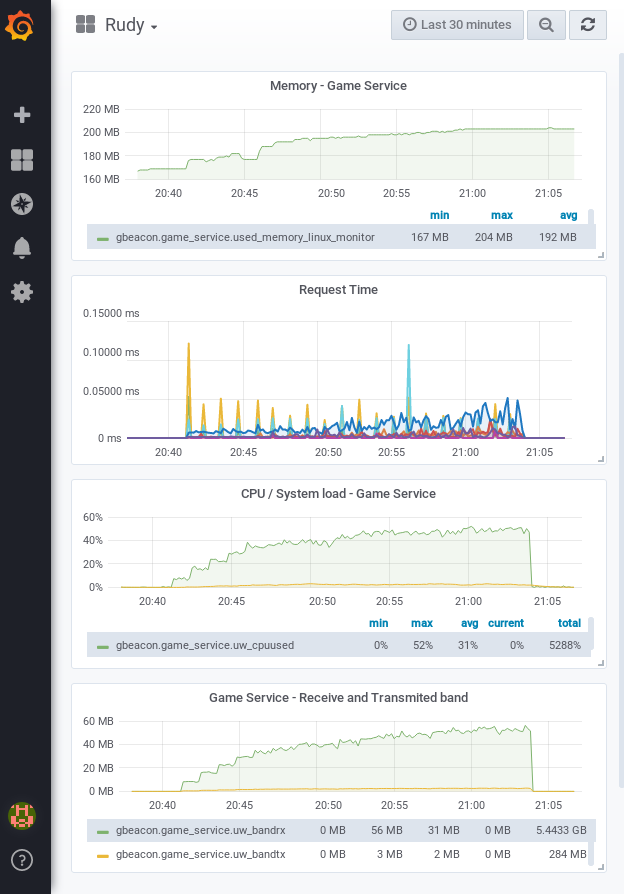 Rudy
Last 30 minutes
Memory - Game Service
220 MB
200 MB
180 MB
160 MB
20:40 20:45 20:50 20:55 21:00 21:05
min max avg
gbeacon.game_service.used_memory_linux_monitor 167 MB 204 MB 192 MB
Request Time
0.15000 ms
0.10000 ms
0.05000 ms
0 ms
20:40 20:45 20:50 20:55 21:00 21:05
CPU / System load - Game Service
60%
40%
20%
0%
20:40 20:45 20:50 20:55 21:00 21:05
min max avg current total
gbeacon.game_service.uw_cpuused 0% 52% 31% 0% 5288%
Game Service - Receive and Transmited band
60 MB
40 MB
20 MB
0 MB
20:40 20:45 20:50 20:55 21:00 21:05
gbeacon.game_service.uw_bandrx 0 MB 56 MB 31 MB 0 MB 5.4433 GB
gbeacon.game_service.uw_bandtx 0 MB 3 MB 2 MB 0 MB 284 MB
?